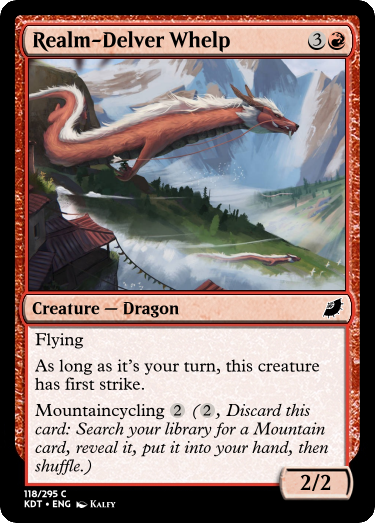 Realm-Delver Whelp 3
Creature — Dragon
Flying
As long as it's your turn, this creature
has first strike.
Mountaincycling 2 (2, Discard this
card: Search your library for a Mountain
card, reveal it, put it into your hand, then
shuffle.)
2/2
118/295 C
KDT • ENG Kalfy